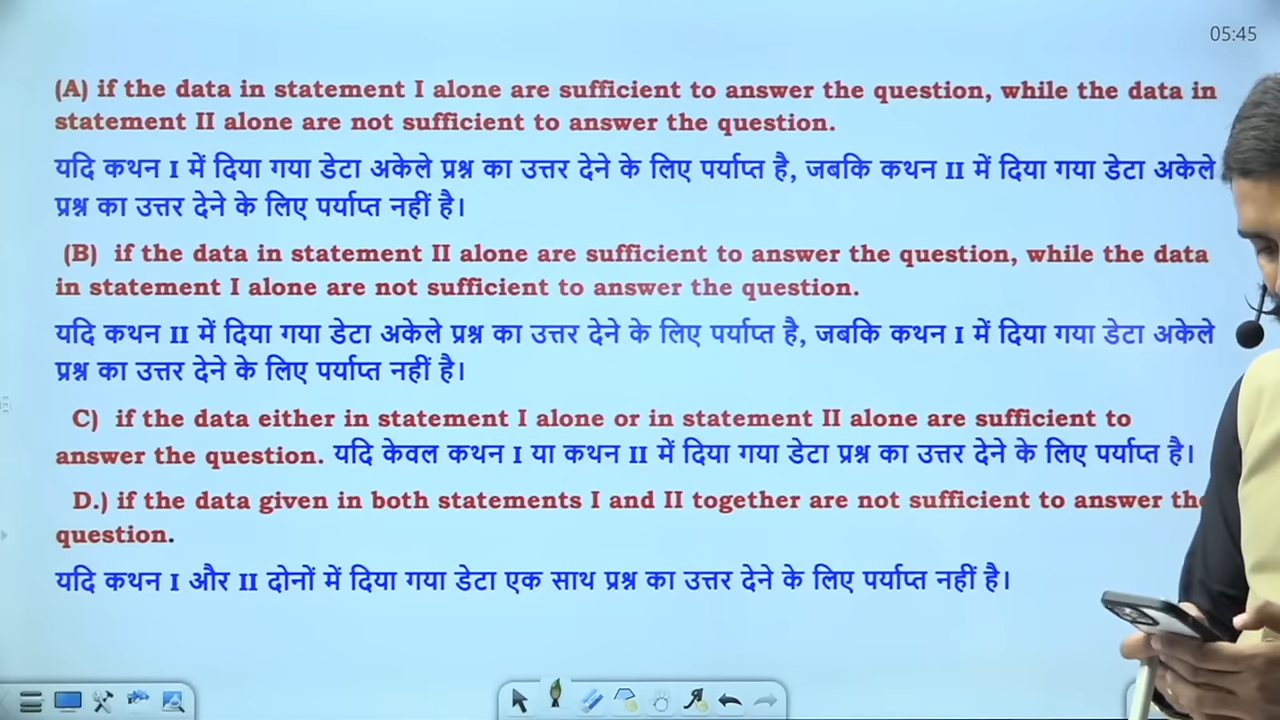 05:45
(A) if the data in statement I alone are sufficient to answer the question, while the data in
statement II alone are not sufficient to answer the question.
यदि कथन I में दिया गया डेटा अकेले प्रश्न का उत्तर देने के लिए पर्याप्त है, जबकि कथन II में दिया गया डेटा अकेले
प्रश्न का उत्तर देने के लिए पर्याप्त नहीं है।
(B) if the data in statement II alone are sufficient to answer the question, while the data
in statement I alone are not sufficient to answer the question.
यदि कथन II में दिया गया डेटा अकेले प्रश्न का उत्तर देने के लिए पर्याप्त है, जबकि कथन I में दिया गया डेटा अकेले
प्रश्न का उत्तर देने के लिए पर्याप्त नहीं है।
C) if the data either in statement I alone or in statement II alone are sufficient to
answer the question. यदि केवल कथन I या कथन II में दिया गया डेटा प्रश्न का उत्तर देने के लिए पर्याप्त है।
D.) if the data given in both statements I and II together are not sufficient to answer the
question.
यदि कथन I और II दोनों में दिया गया डेटा एक साथ प्रश्न का उत्तर देने के लिए पर्याप्त नहीं है।